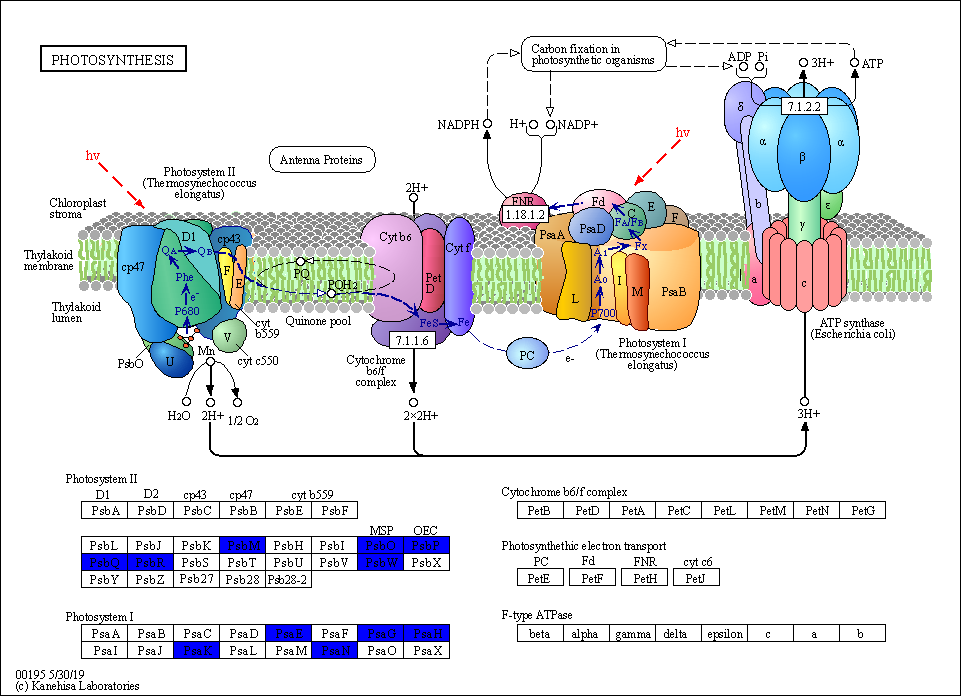 PHOTOSYNTHESIS
Carbon fixation in
photosynthetic organisms
ADP Pi
3H+
ATP
NADPH
H+
NADP+
7.1.2.2
hν
hν
Antenna Proteins
Photosystem II
(Thermosynechococcus
elongatus)
2H+
Chloroplast
stroma
FNR
1.18.1.2
Fd
FA/FB
C
E
F
δ
α
β
α
b
ε
γ
D1
cp43
cp47
QA
QB
F
E
Cyt b6
Cyt f
Pet
D
PsaA
PsaD
Fx
A1
A0
Thylakoid
membrane
Phe
e-
PQ
PQH2
L
I
M
PsaB
a
c
Thylakoid
lumen
P680
Quinone pool
FeS
Fe
P700
cyt
b559
V
cyt c550
PsbO
U
Mn
7.1.1.6
Cytochrome
b6/f
complex
PC
e-
Photosystem I
(Thermosynechococcus
elongatus)
ATP synthase
(Escherichia coli)
H2O
2H+
1/2 O2
2×2H+
3H+
Photosystem II
D1 D2 cp43 cp47 cyt b559
PsbA PsbD PsbC PsbB PsbE PsbF
MSP OEC
PsbL PsbJ PsbK PsbM PsbH PsbI PsbO PsbP
PsbQ PsbR PsbS PsbT PsbU PsbV PsbW PsbX
PsbY PsbZ Psb27 Psb28 Psb28-2
Photosystem I
PsaA PsaB PsaC PsaD PsaE PsaF PsaG PsaH
PsaI PsaJ PsaK PsaL PsaM PsaN PsaO PsaX
Cytochrome b6/f complex
PetB PetD PetA PetC PetL PetM PetN PetG
Photosynthethic electron transport
PC Fd FNR cyt c6
PetE PetF PetH PetJ
F-type ATPase
beta alpha gamma delta epsilon c a b
00195 5/30/19
(c) Kanehisa Laboratories